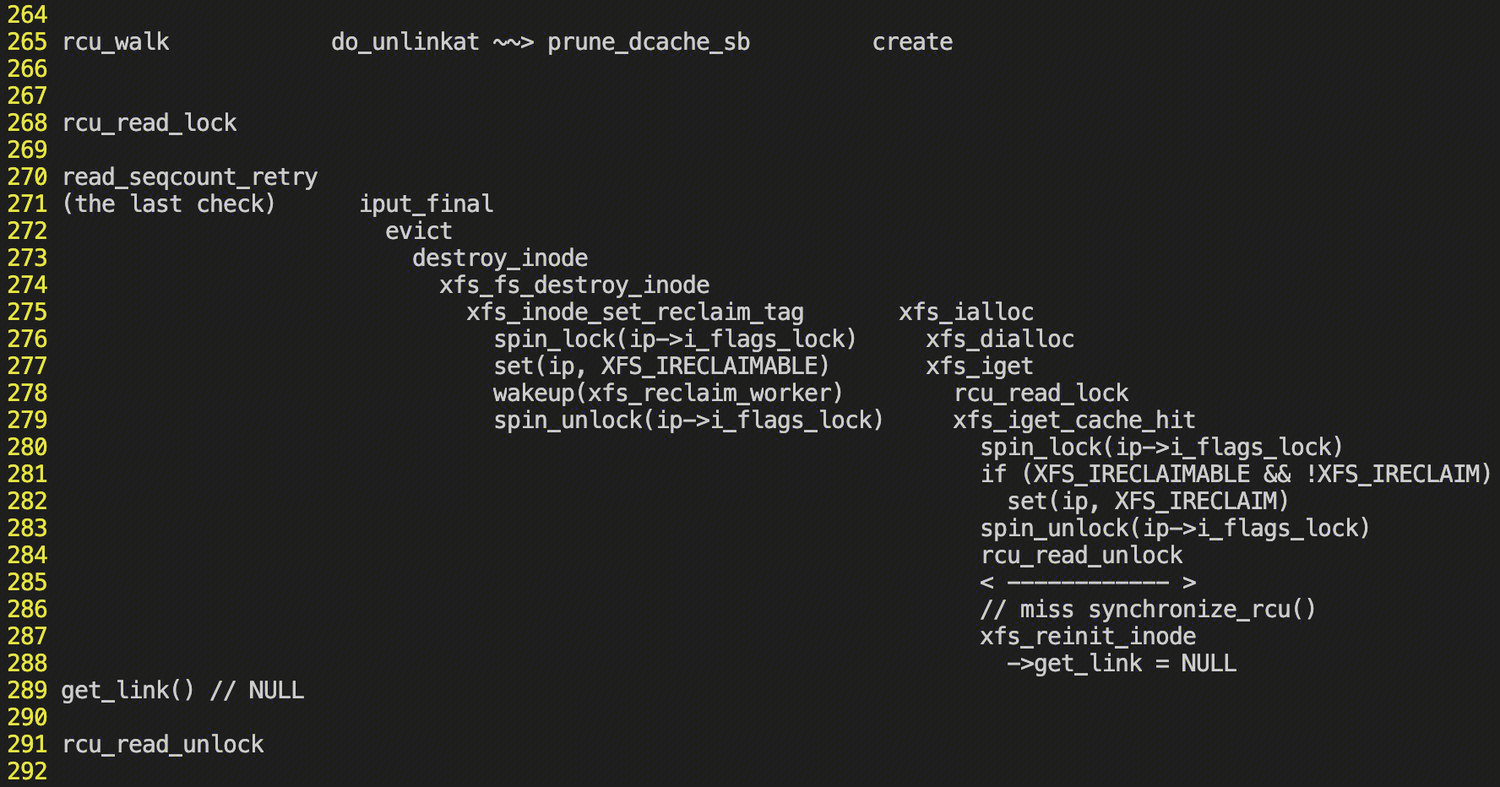 264
265 rcu_walk            do_unlinkat ~~> prune_dcache_sb         create
266
267
268 rcu_read_lock
269
270 read_seqcount_retry
271 (the last check)      iput_final
272                         evict
273                           destroy_inode
274                             xfs_fs_destroy_inode
275                               xfs_inode_set_reclaim_tag       xfs_ialloc
276                                 spin_lock(ip->i_flags_lock)     xfs_dialloc
277                                 set(ip, XFS_IRECLAIMABLE)       xfs_iget
278                                 wakeup(xfs_reclaim_worker)        rcu_read_lock
279                                 spin_unlock(ip->i_flags_lock)     xfs_iget_cache_hit
280                                                                     spin_lock(ip->i_flags_lock)
281                                                                     if (XFS_IRECLAIMABLE && !XFS_IRECLAIM)
282                                                                       set(ip, XFS_IRECLAIM)
283                                                                     spin_unlock(ip->i_flags_lock)
284                                                                     rcu_read_unlock
285                                                                     < ------------ >
286                                                                     // miss synchronize_rcu()
287                                                                     xfs_reinit_inode
288                                                                       ->get_link = NULL
289 get_link() // NULL
290
291 rcu_read_unlock
292